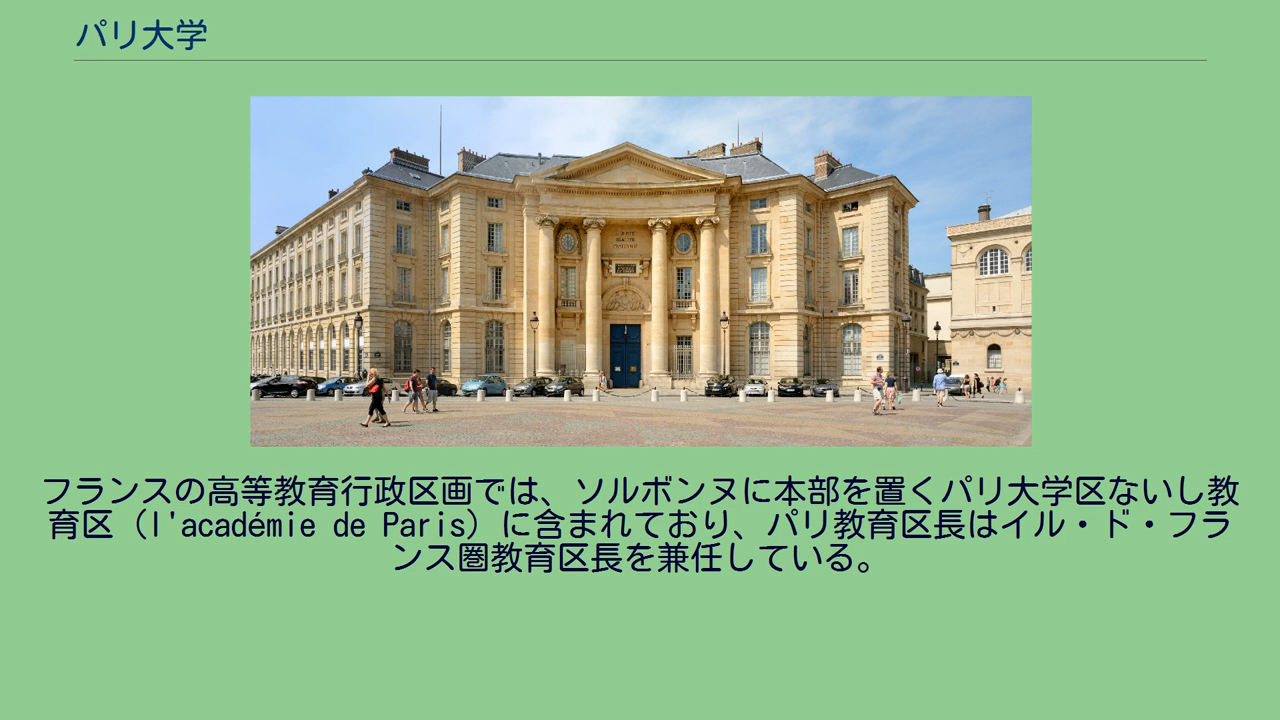 パリ大学
フランスの高等教育行政区画では、ソルボンヌに本部を置くパリ大学区ないし教
育区（l'académie de Paris）に含まれており、パリ教育区長はイル・ド・フラ
ンス圏教育区長を兼任している。